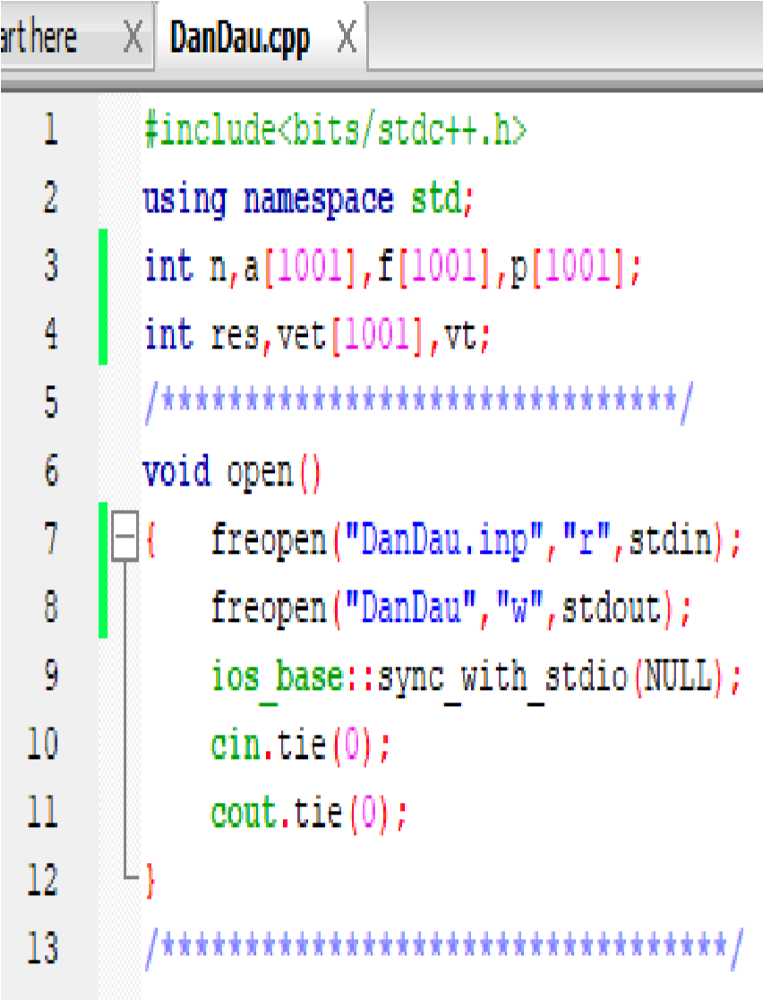 art here X DanDau.cpp X
1 #include<bits/stdc++.h>
2 using namespace std;
3 int n,a[1001],f[1001],p[1001];
4 int res,vet[1001],vt;
5 /*******************************/
6 void open()
7 { freopen("DanDau.inp","r",stdin);
8 freopen("DanDau","w",stdout);
9 ios_base::sync_with_stdio(NULL);
10 cin.tie(0);
11 cout.tie(0);
12 }
13 /**********************************/